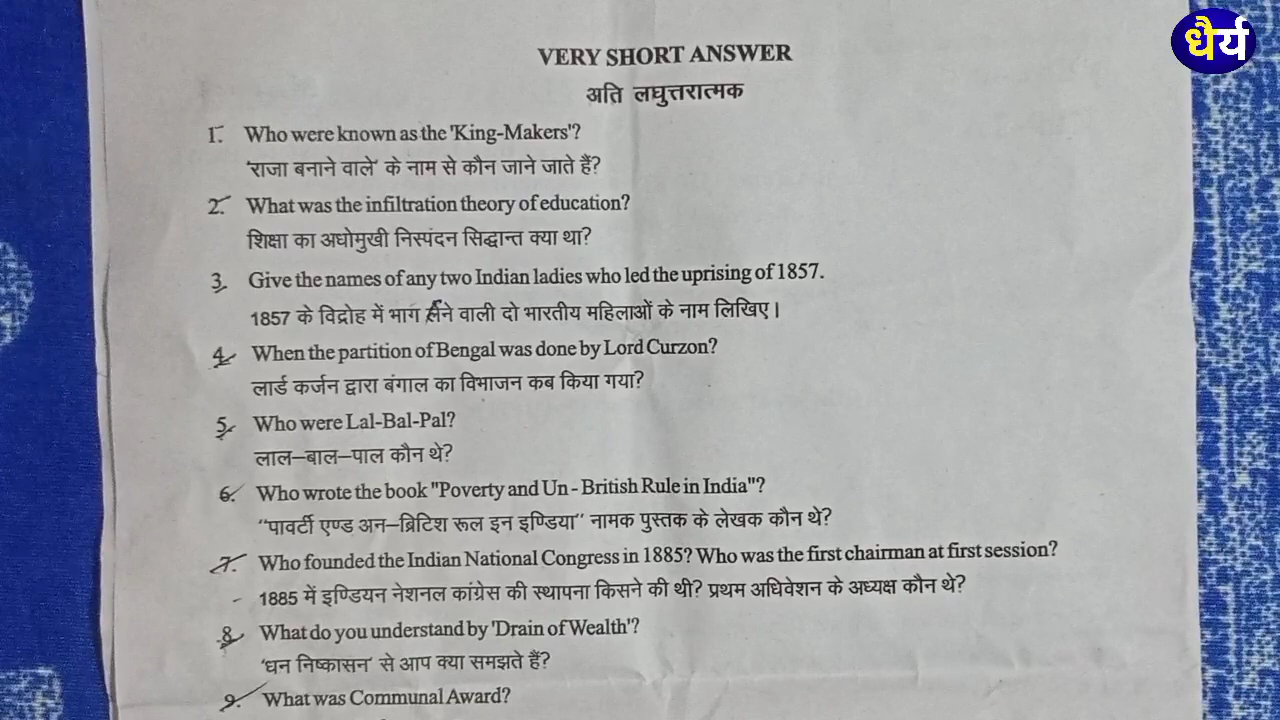 धैर्य
VERY SHORT ANSWER
अति लघुत्तरात्मक
1. Who were known as the 'King-Makers'?
'राजा बनाने वाले' के नाम से कौन जाने जाते हैं?
2. What was the infiltration theory of education?
शिक्षा का अधोमुखी निस्पंदन सिद्धान्त क्या था?
3. Give the names of any two Indian ladies who led the uprising of 1857.
1857 के विद्रोह में भाग लेने वाली दो भारतीय महिलाओं के नाम लिखिए।
4. When the partition of Bengal was done by Lord Curzon?
लार्ड कर्जन द्वारा बंगाल का विभाजन कब किया गया?
5. Who were Lal-Bal-Pal?
लाल–बाल–पाल कौन थे?
6. Who wrote the book "Poverty and Un - British Rule in India"?
"पावर्टी एण्ड अन–ब्रिटिश रूल इन इण्डिया" नामक पुस्तक के लेखक कौन थे?
7. Who founded the Indian National Congress in 1885? Who was the first chairman at first session?
1885 में इण्डियन नेशनल कांग्रेस की स्थापना किसने की थी? प्रथम अधिवेशन के अध्यक्ष कौन थे?
8. What do you understand by 'Drain of Wealth'?
'धन निष्कासन' से आप क्या समझते हैं?
9. What was Communal Award?